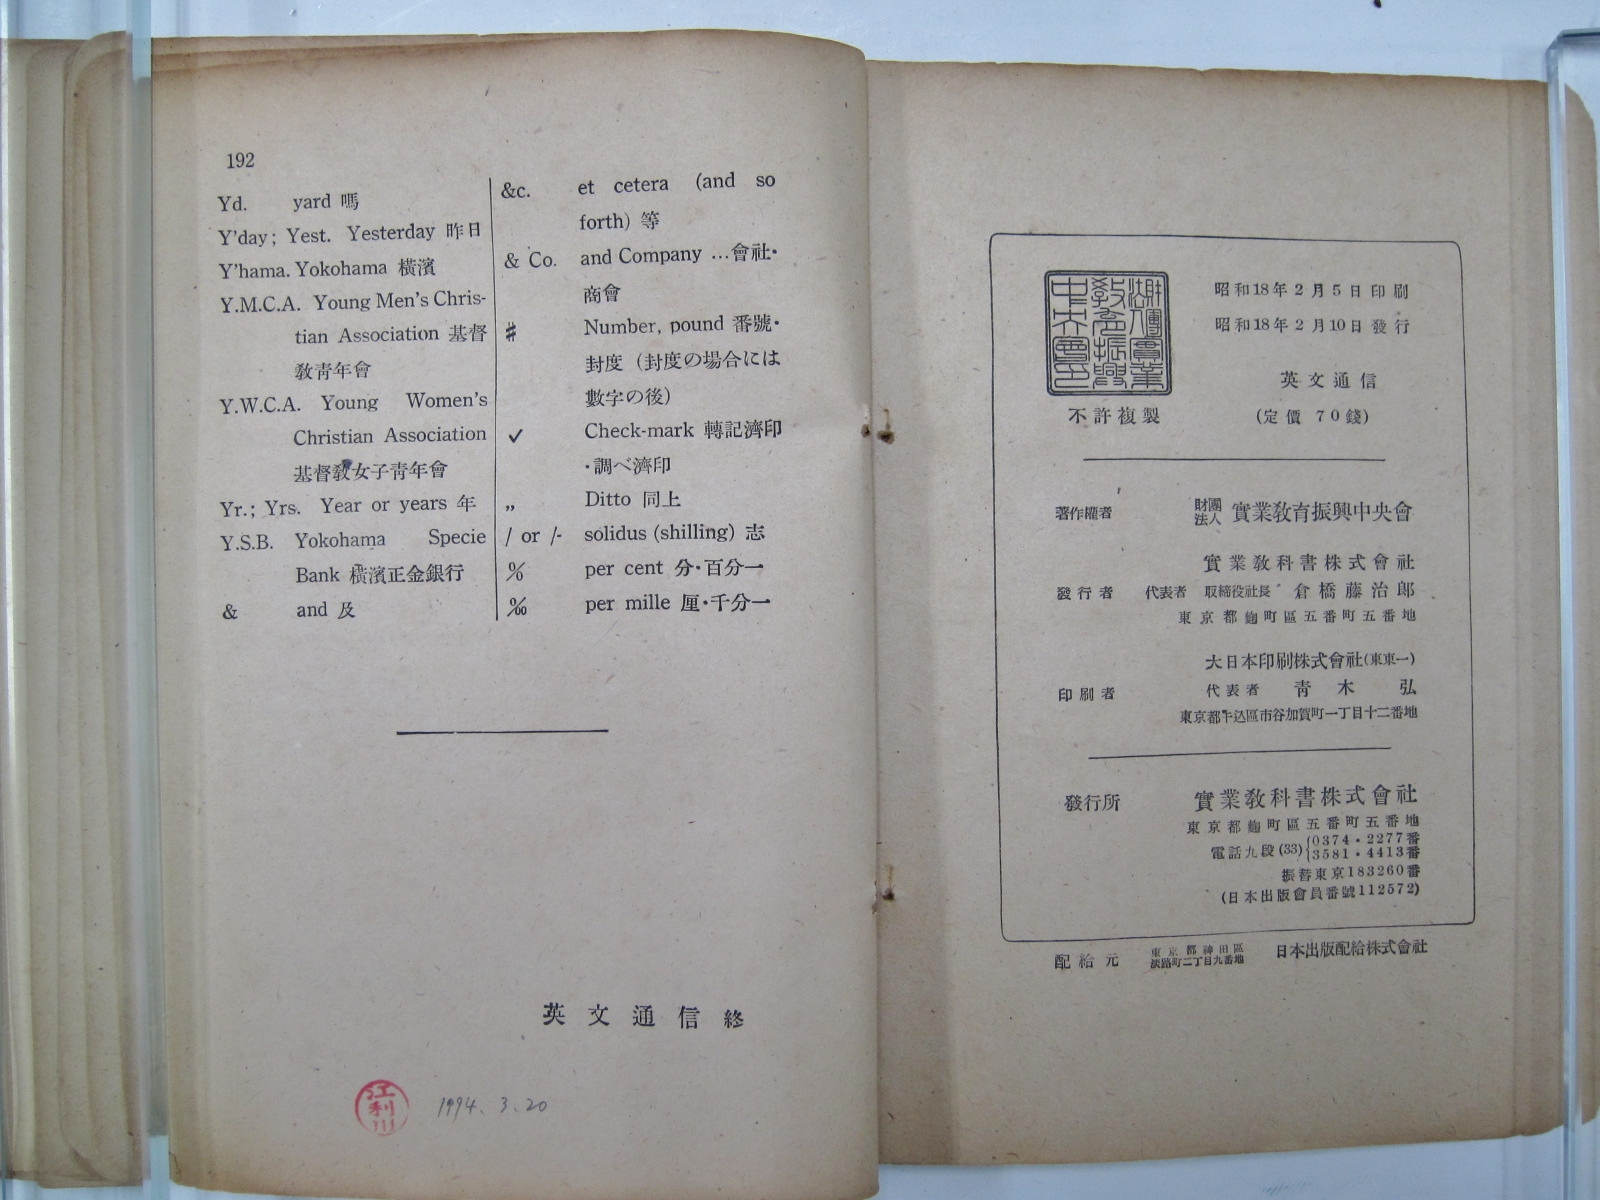 192
Yd. yard 嗎
Y'day; Yest. Yesterday 昨日
Y'hama. Yokohama 橫濱
Y.M.C.A. Young Men's Chris-
tian Association 基督
敎靑年會
Y.W.C.A. Young Women's
Christian Association
基督敎女子靑年會
Yr.; Yrs. Year or years 年
Y.S.B. Yokohama Specie
Bank 橫濱正金銀行
& and 及
&c. et cetera (and so
forth) 等
& Co. and Company …會社·
商會
♯ Number, pound 番號·
封度（封度の場合には
數字の後）
✓ Check-mark 轉記濟印
·調べ濟印
„ Ditto 同上
/ or /- solidus (shilling) 志
% per cent 分·百分一
‰ per mille 厘·千分一
英文通信終
江利川
1994. 3. 20
昭和18年2月5日印刷
昭和18年2月10日發行
英文通信
(定價 70錢)
不許複製
著作權者 財團法人 實業敎育振興中央會
實業敎科書株式會社
發行者 代表者 取締役社長 倉橋藤治郞
東京都麴町區五番町五番地
大日本印刷株式會社(東東一)
印刷者 代表者 靑木弘
東京都牛込區市谷加賀町一丁目十二番地
發行所 實業敎科書株式會社
東京都麴町區五番町五番地
電話九段(33){0374·2277番
3581·4413番
振替東京183260番
(日本出版會員番號112572)
配給元 東京都神田區淡路町二丁目九番地 日本出版配給株式會社